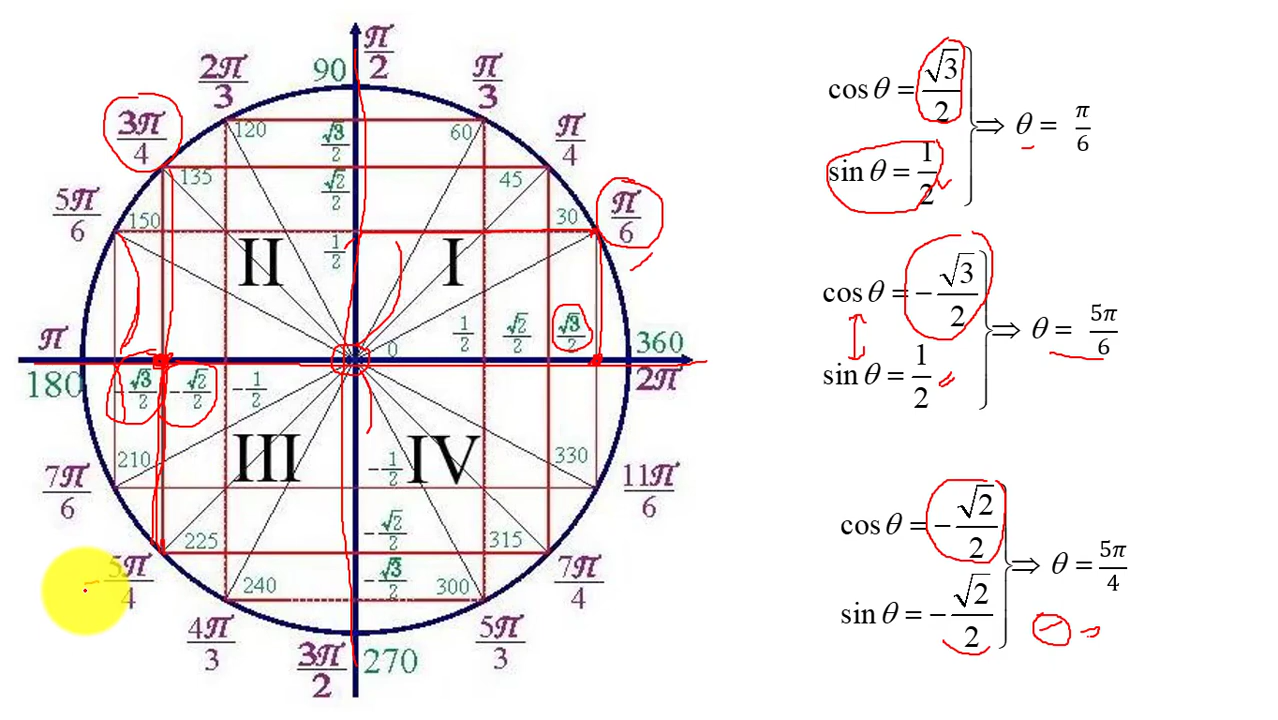 π/2
90
2π/3
π/3
120
60
√3/2
3π/4
π/4
135
45
√2/2
5π/6
π/6
150
30
1/2
II
I
π
0
1/2
√2/2
√3/2
360
180
2π
-√3/2
-√2/2
-1/2
III
IV
210
330
-1/2
7π/6
11π/6
225
315
-√2/2
5π/4
7π/4
240
300
-√3/2
4π/3
5π/3
3π/2
270
cos θ = √3/2
sin θ = 1/2
⇒ θ = π/6
cos θ = -√3/2
sin θ = 1/2
⇒ θ = 5π/6
cos θ = -√2/2
sin θ = -√2/2
⇒ θ = 5π/4